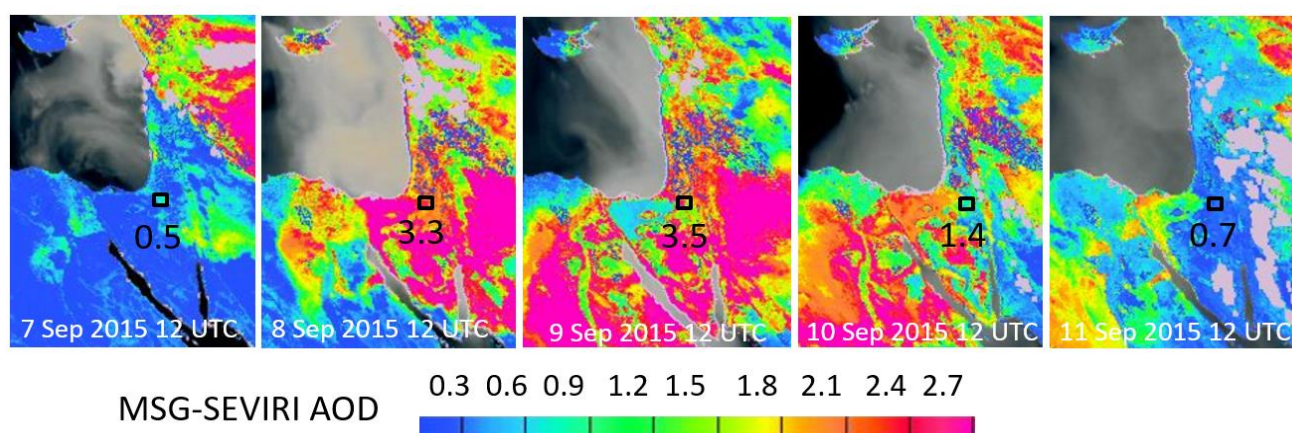 0.5 3.3 3.5 1.4 0.7
7 Sep 2015 12 UTC 8 Sep 2015 12 UTC 9 Sep 2015 12 UTC 10 Sep 2015 12 UTC 11 Sep 2015 12 UTC
0.3 0.6 0.9 1.2 1.5 1.8 2.1 2.4 2.7
MSG-SEVIRI AOD